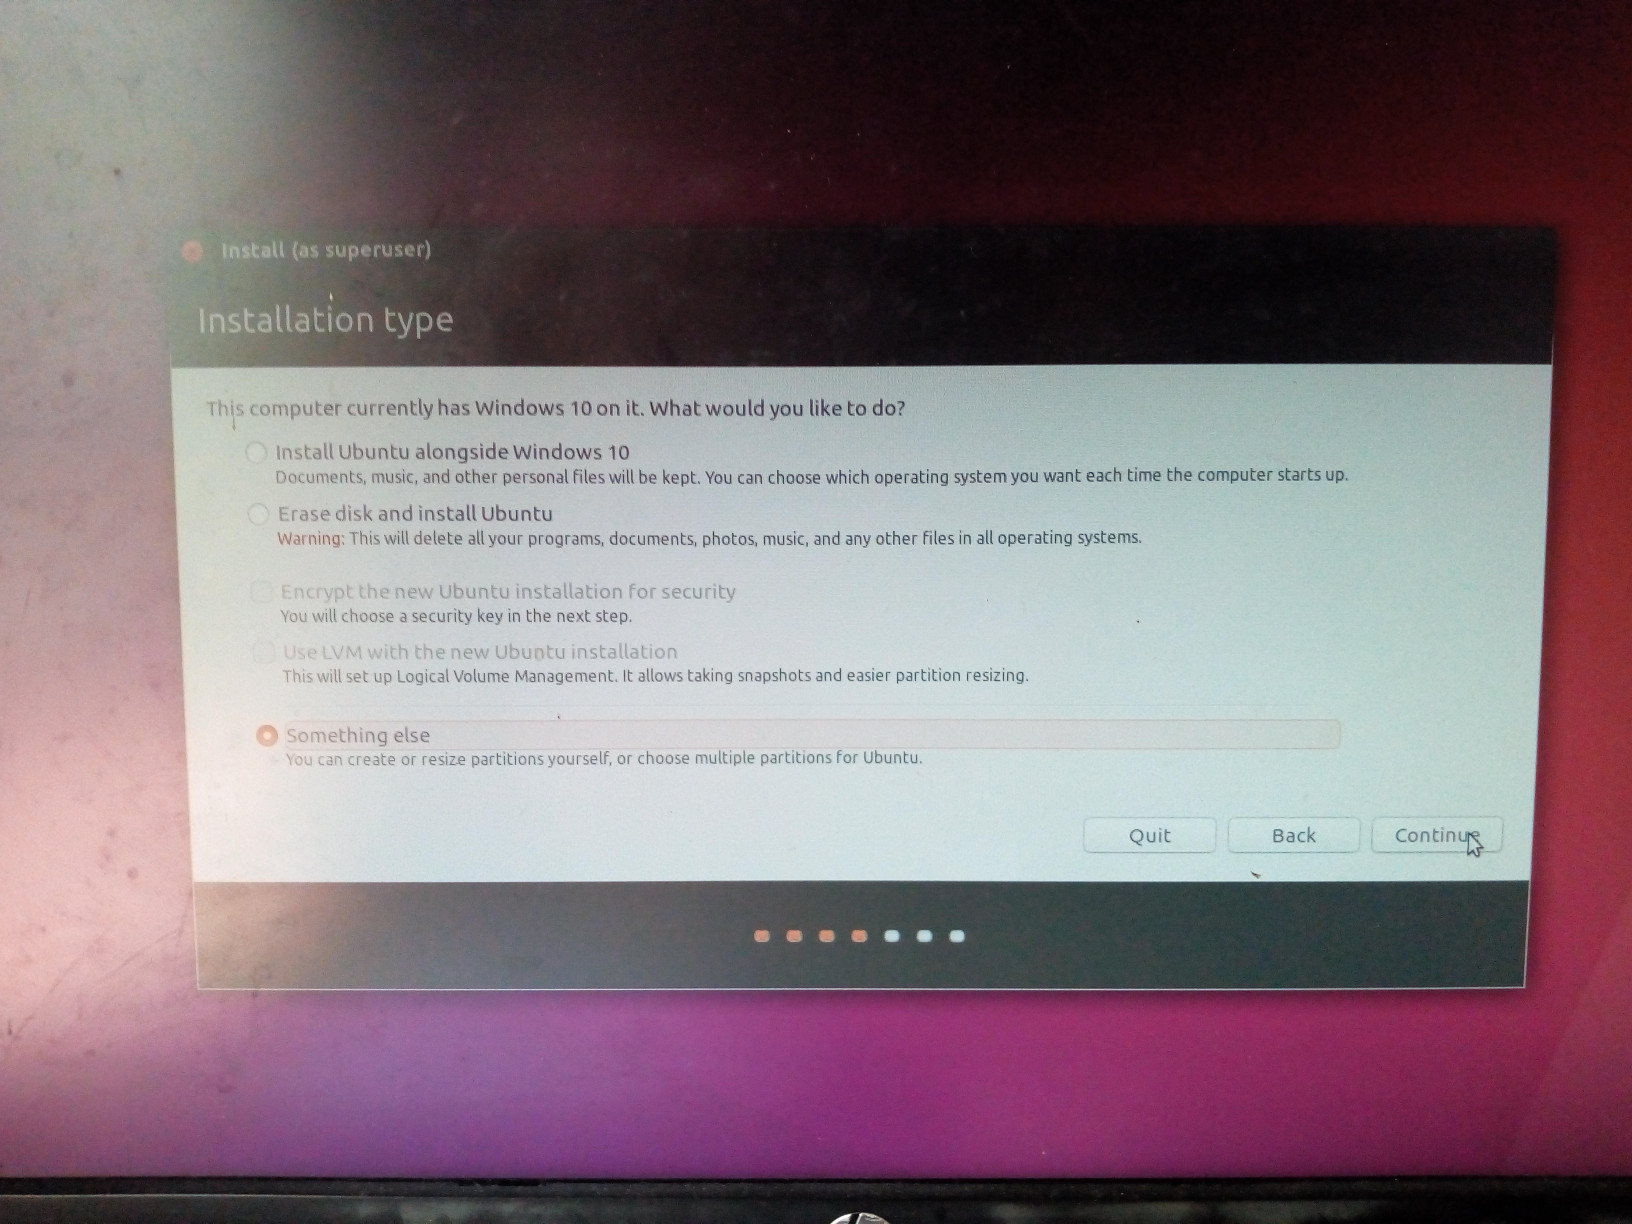 Install (as superuser)
Installation type
This computer currently has Windows 10 on it. What would you like to do?
Install Ubuntu alongside Windows 10
Documents, music, and other personal files will be kept. You can choose which operating system you want each time the computer starts up.
Erase disk and install Ubuntu
Warning: This will delete all your programs, documents, photos, music, and any other files in all operating systems.
Encrypt the new Ubuntu installation for security
You will choose a security key in the next step.
Use LVM with the new Ubuntu installation
This will set up Logical Volume Management. It allows taking snapshots and easier partition resizing.
Something else
You can create or resize partitions yourself, or choose multiple partitions for Ubuntu.
Quit Back Continue